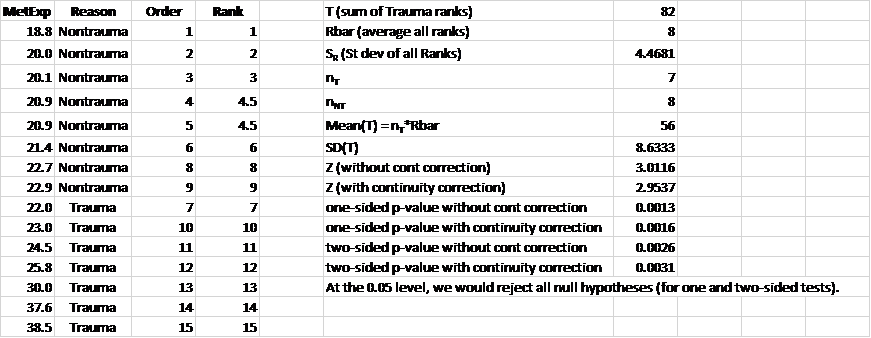 MetExp Reason Order Rank T (sum of Trauma ranks) 82
18.8 Nontrauma 1 1 Rbar (average all ranks) 8
20.0 Nontrauma 2 2 SR (St dev of all Ranks) 4.4681
20.1 Nontrauma 3 3 nT 7
20.9 Nontrauma 4 4.5 nNT 8
20.9 Nontrauma 5 4.5 Mean(T) = nT*Rbar 56
21.4 Nontrauma 6 6 SD(T) 8.6333
22.7 Nontrauma 8 8 Z (without cont correction) 3.0116
22.9 Nontrauma 9 9 Z (with continuity correction) 2.9537
22.0 Trauma 7 7 one-sided p-value without cont correction 0.0013
23.0 Trauma 10 10 one-sided p-value with continuity correction 0.0016
24.5 Trauma 11 11 two-sided p-value without cont correction 0.0026
25.8 Trauma 12 12 two-sided p-value with continuity correction 0.0031
30.0 Trauma 13 13 At the 0.05 level, we would reject all null hypotheses (for one and two-sided tests).
37.6 Trauma 14 14
38.5 Trauma 15 15